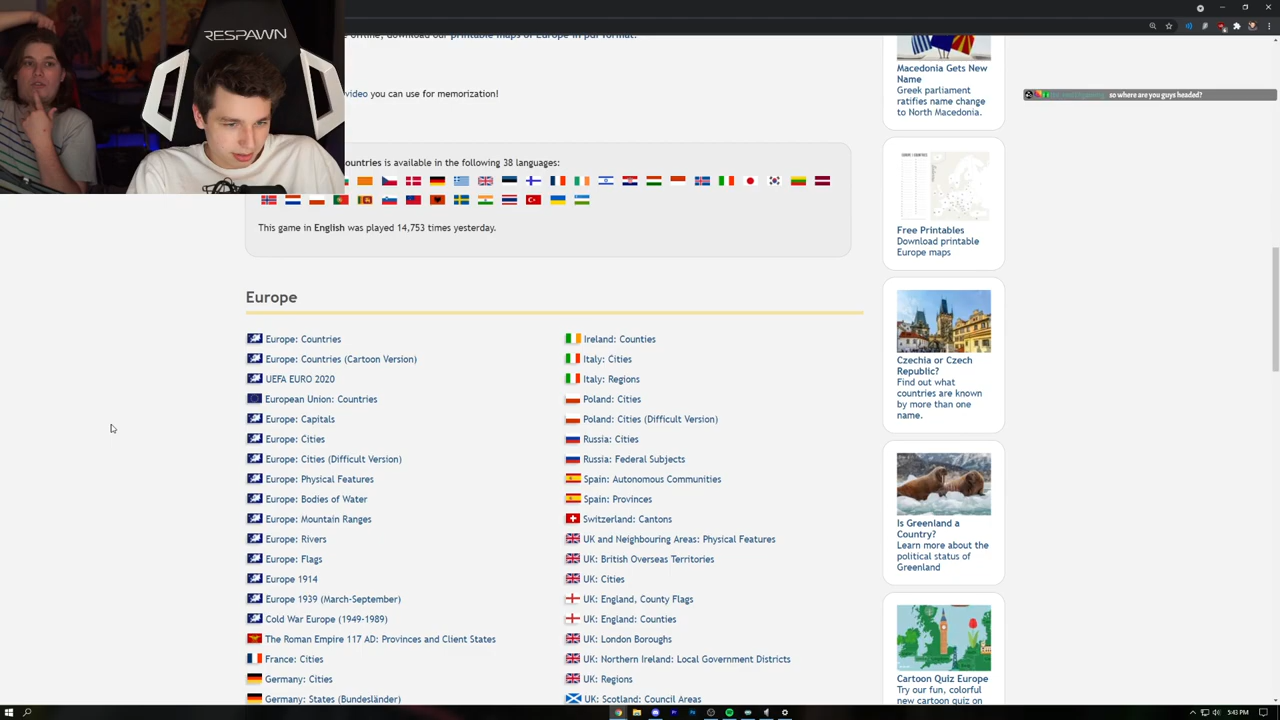 RESPAWN
offline, download our printable maps of Europe in pdf format.
video you can use for memorization!
ountries is available in the following 38 languages:
This game in English was played 14,753 times yesterday.
Europe
Europe: Countries
Europe: Countries (Cartoon Version)
UEFA EURO 2020
European Union: Countries
Europe: Capitals
Europe: Cities
Europe: Cities (Difficult Version)
Europe: Physical Features
Europe: Bodies of Water
Europe: Mountain Ranges
Europe: Rivers
Europe: Flags
Europe 1914
Europe 1939 (March-September)
Cold War Europe (1949-1989)
The Roman Empire 117 AD: Provinces and Client States
France: Cities
Germany: Cities
Germany: States (Bundesländer)
Ireland: Counties
Italy: Cities
Italy: Regions
Poland: Cities
Poland: Cities (Difficult Version)
Russia: Cities
Russia: Federal Subjects
Spain: Autonomous Communities
Spain: Provinces
Switzerland: Cantons
UK and Neighbouring Areas: Physical Features
UK: British Overseas Territories
UK: Cities
UK: England, County Flags
UK: England: Counties
UK: London Boroughs
UK: Northern Ireland: Local Government Districts
UK: Regions
UK: Scotland: Council Areas
Macedonia Gets New
Name
Greek parliament
ratifies name change
to North Macedonia.
Free Printables
Download printable
Europe maps
Czechia or Czech
Republic?
Find out what
countries are known
by more than one
name.
Is Greenland a
Country?
Learn more about the
political status of
Greenland
Cartoon Quiz Europe
Try our fun, colorful
new cartoon quiz on
so where are you guys headed?
5:43 PM